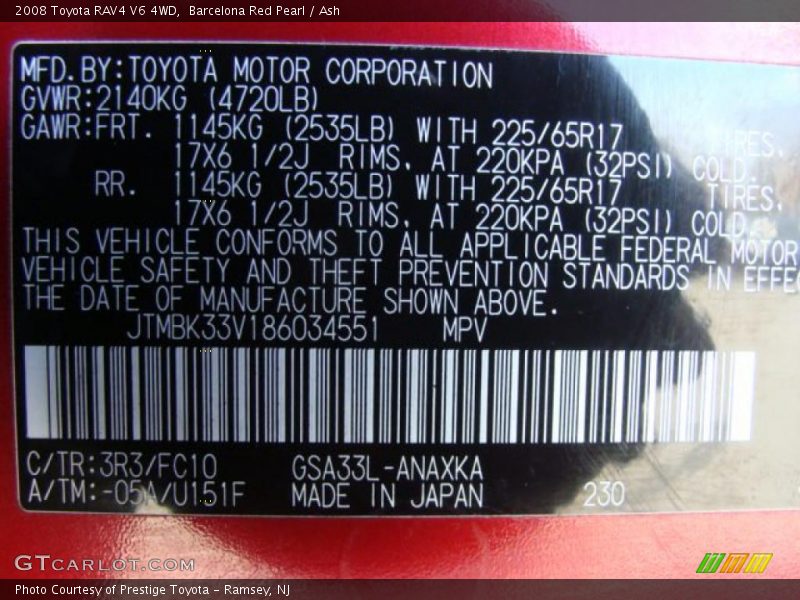 2008 Toyota RAV4 V6 4WD, Barcelona Red Pearl / Ash
MFD.BY:TOYOTA MOTOR CORPORATION
GVWR:2140KG (4720LB)
GAWR:FRT. 1145KG (2535LB) WITH 225/65R17 TIRES,
17X6 1/2J RIMS, AT 220KPA (32PSI) COLD.
RR. 1145KG (2535LB) WITH 225/65R17 TIRES,
17X6 1/2J RIMS, AT 220KPA (32PSI) COLD.
THIS VEHICLE CONFORMS TO ALL APPLICABLE FEDERAL MOTOR
VEHICLE SAFETY AND THEFT PREVENTION STANDARDS IN EFFEC
THE DATE OF MANUFACTURE SHOWN ABOVE.
JTMBK33V186034551 MPV
C/TR:3R3/FC10 GSA33L-ANAXKA
A/TM:-05A/U151F MADE IN JAPAN 230
GTCARLOT.COM
Photo Courtesy of Prestige Toyota - Ramsey, NJ